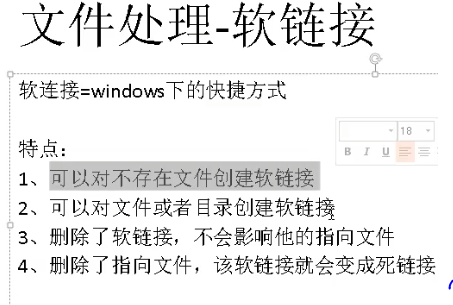 文件处理-软链接
软连接=windows下的快捷方式
特点：
18
B I U
1、可以对不存在文件创建软链接
2、可以对文件或者目录创建软链接
3、删除了软链接，不会影响他的指向文件
4、删除了指向文件，该软链接就会变成死链接